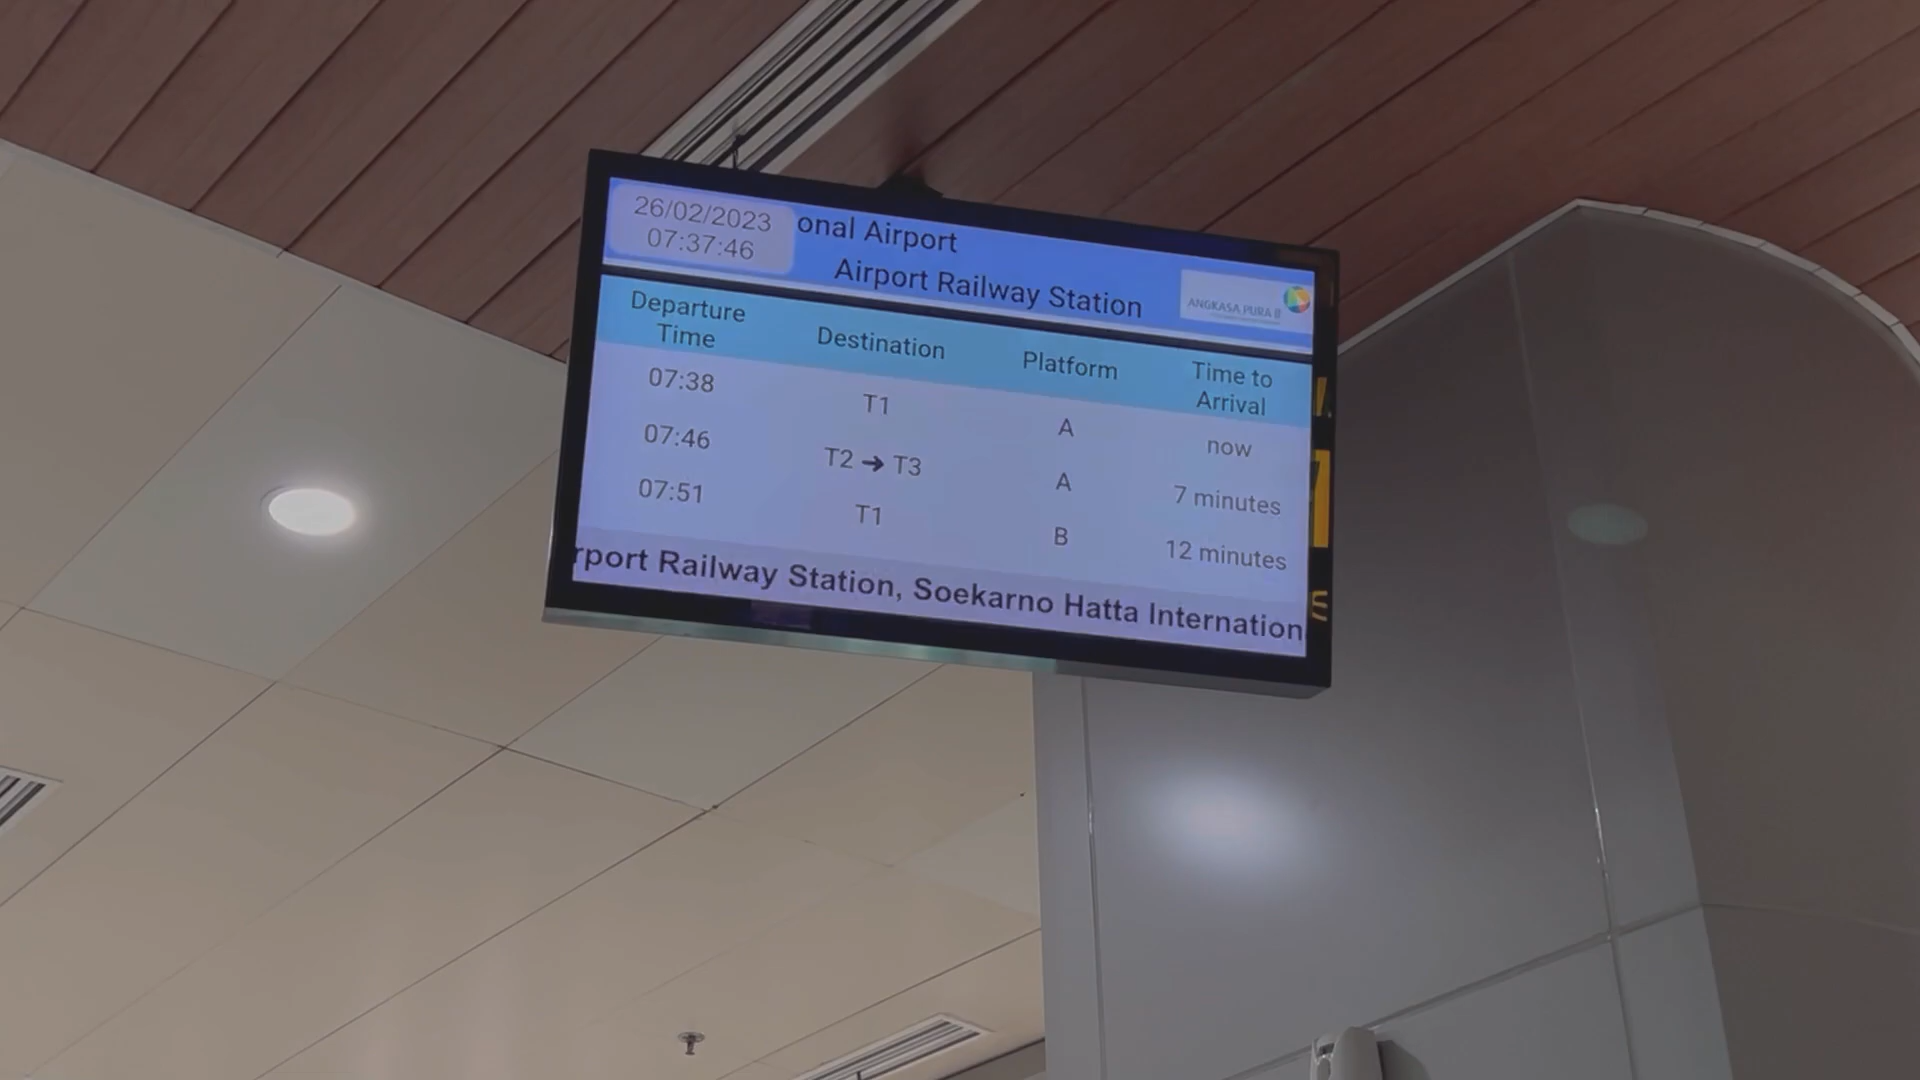 26/02/2023
07:37:46
onal Airport
Airport Railway Station
ANGKASA PURA II
Departure Time Destination Platform Time to Arrival
07:38 T1 A now
07:46 T2 → T3 A 7 minutes
07:51 T1 B 12 minutes
rport Railway Station, Soekarno Hatta Internation